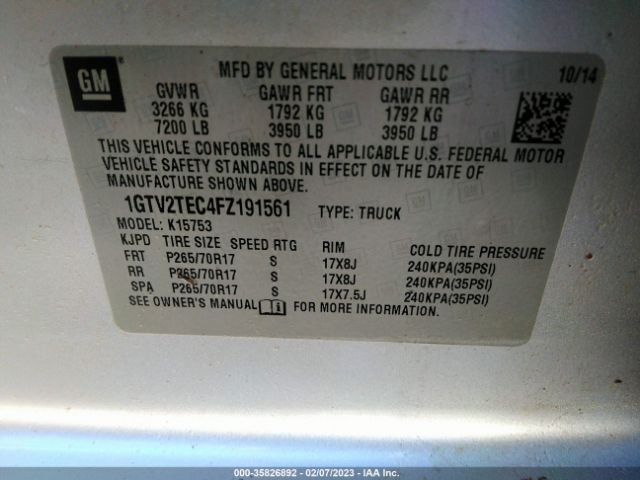 GM
MFD BY GENERAL MOTORS LLC 10/14
GVWR GAWR FRT GAWR RR
3266 KG 1792 KG 1792 KG
7200 LB 3950 LB 3950 LB
THIS VEHICLE CONFORMS TO ALL APPLICABLE U.S. FEDERAL MOTOR
VEHICLE SAFETY STANDARDS IN EFFECT ON THE DATE OF
MANUFACTURE SHOWN ABOVE.
1GTV2TEC4FZ191561 TYPE: TRUCK
MODEL: K15753
KJPD TIRE SIZE SPEED RTG RIM COLD TIRE PRESSURE
FRT P265/70R17 S 17X8J 240KPA(35PSI)
RR P265/70R17 S 17X8J 240KPA(35PSI)
SPA P265/70R17 S 17X7.5J 240KPA(35PSI)
SEE OWNER'S MANUAL FOR MORE INFORMATION.
000-35826892 - 02/07/2023 - IAA Inc.